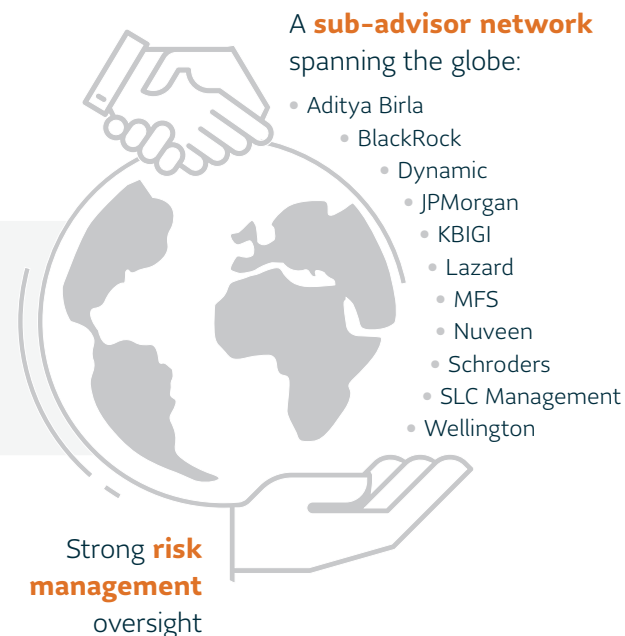 A sub-advisor network
spanning the globe:
• Aditya Birla
• BlackRock
• Dynamic
• JPMorgan
• KBIGI
• Lazard
• MFS
• Nuveen
• Schroders
• SLC Management
• Wellington
Strong risk
management
oversight